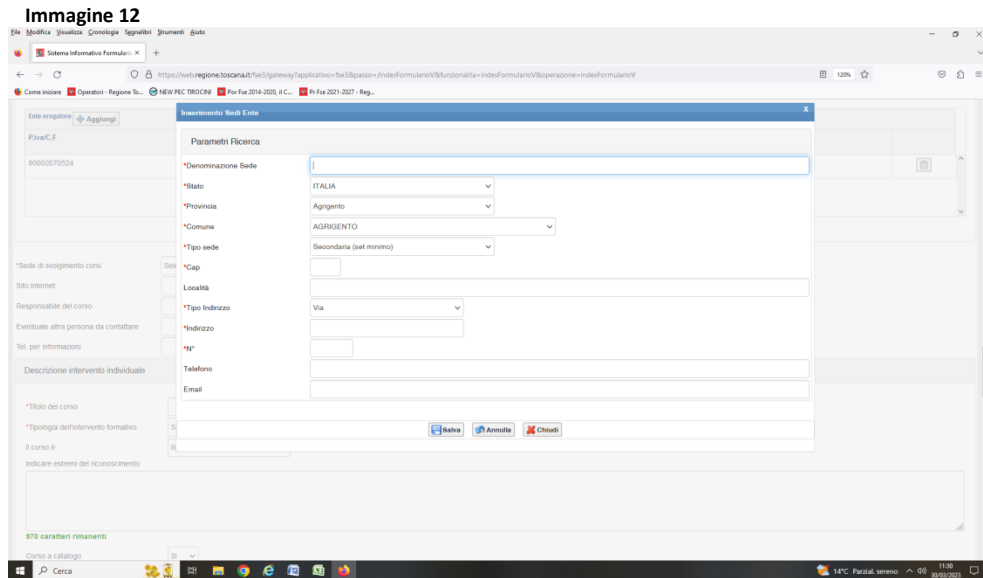 Immagine 12
File Modifica Visualizza Cronologia Segnalibri Strumenti Aiuto
Sistema Informativo Formulario
https://web.regione.toscana.it/fse3/gateway?applicativo=fse3&passo=/indexFormularioV&funzionalita=indexFormularioV&operazione=indexFormularioV
120%
Come iniziare Operatori - Regione To... NEW PEC TIROCINI Por Fse 2014-2020, il C... Pr Fse 2021-2027 - Reg...
Ente erogatore Aggiungi
Inserimento Sedi Ente X
P.Iva/C.F
Parametri Ricerca
80002070524
*Denominazione Sede
*Stato ITALIA
*Provincia Agrigento
*Comune AGRIGENTO
*Tipo sede Secondaria (set minimo)
*Sede di svolgimento corsi Sele
*Cap
Sito Internet
Località
Responsabile del corso
*Tipo Indirizzo Via
Eventuale altra persona da contattare
*Indirizzo
Tel. per informazioni
*N°
Descrizione intervento individuale
Telefono
Email
*Titolo del corso
*Tipologia dell'intervento formativo S
Salva Annulla Chiudi
Il corso è
Indicare estremi del riconoscimento
970 caratteri rimanenti
Corso a catalogo Si
Cerca
14°C Parzial. sereno
11:30
30/03/2023